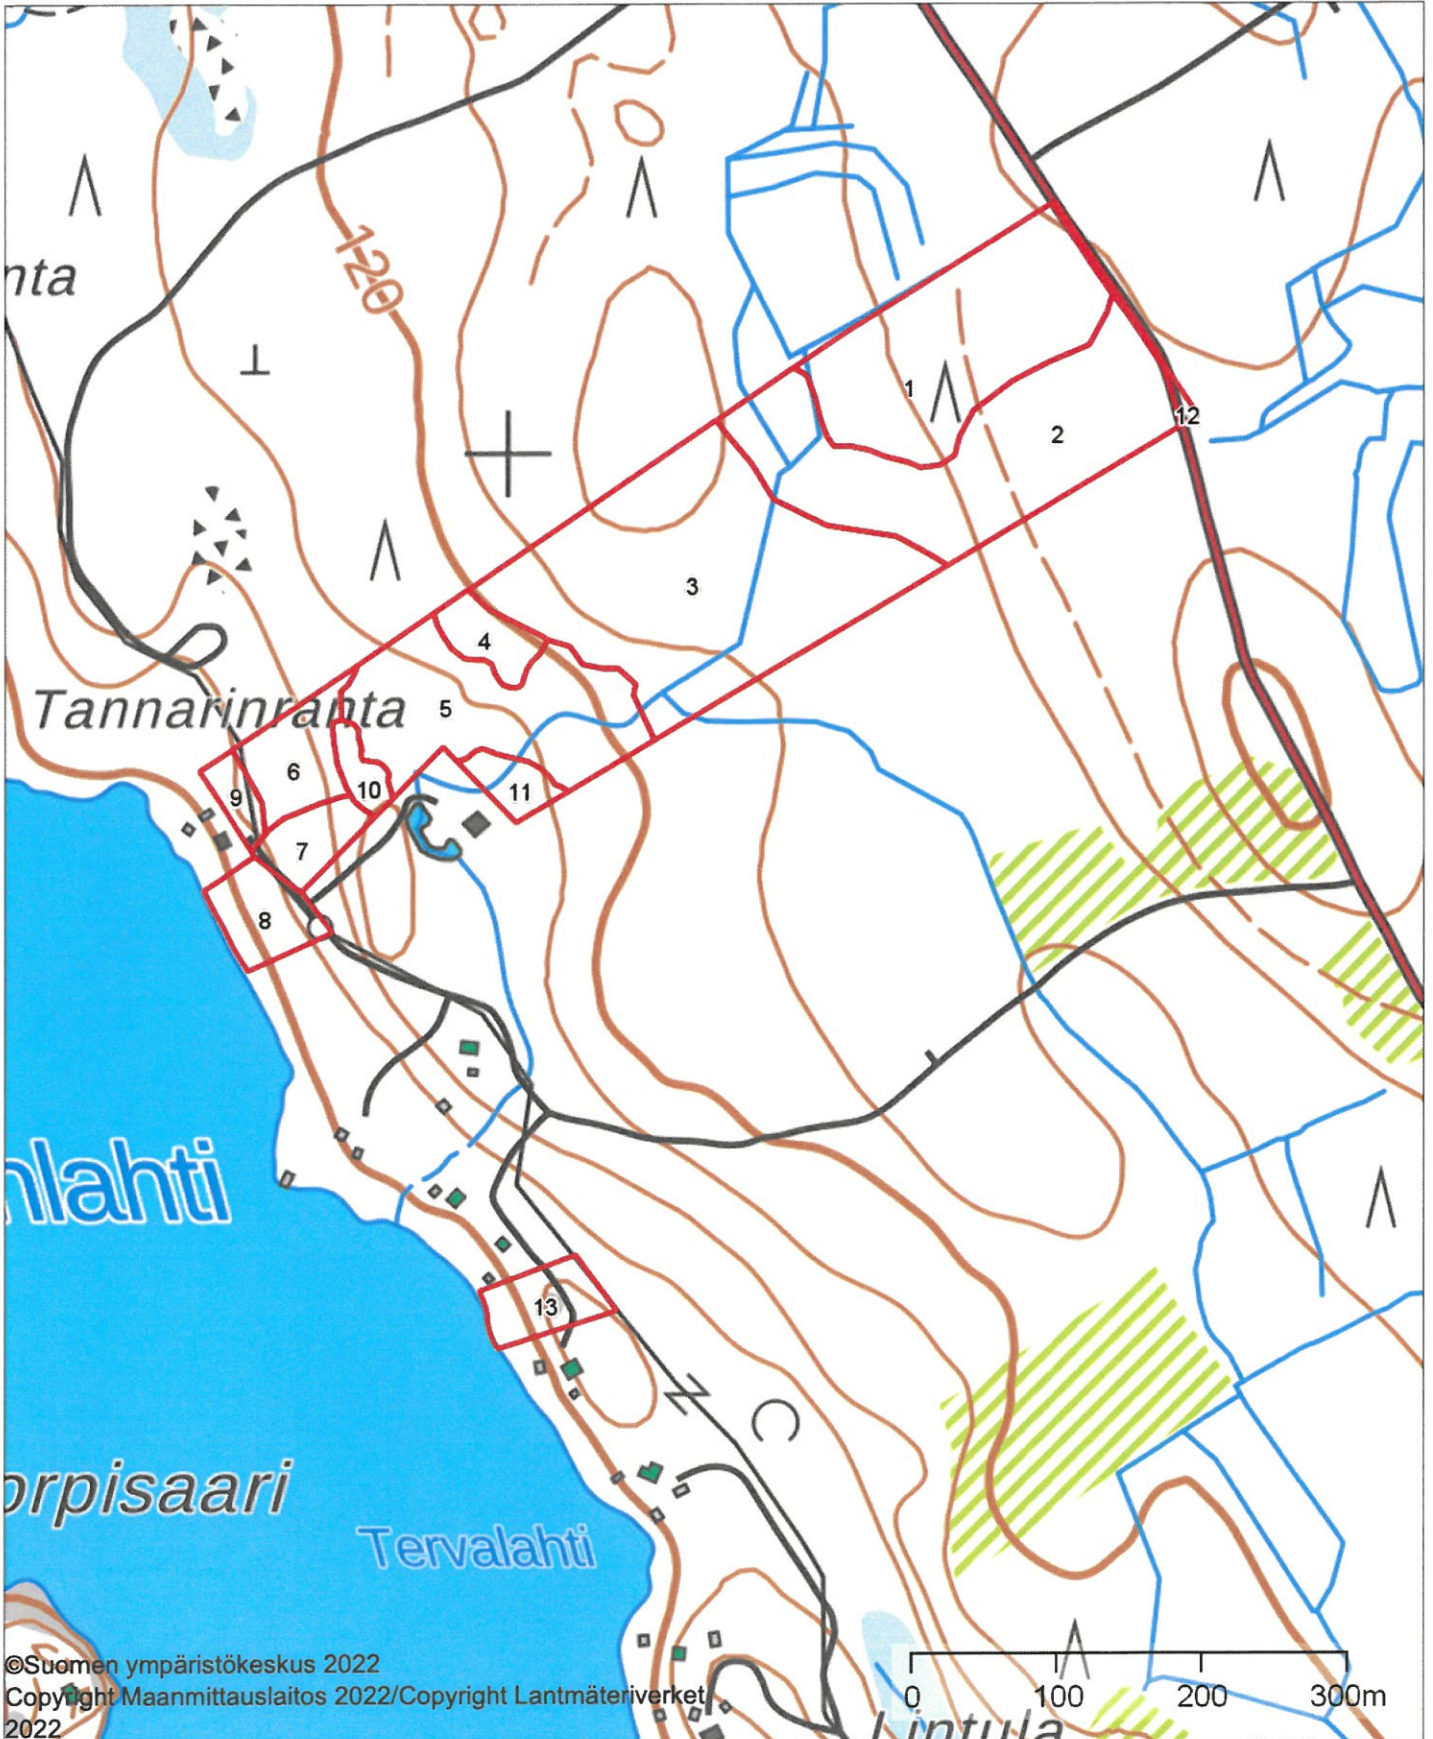 nta
120
1
12
2
3
4
Tannarinranta
5
6
10
9
11
7
8
nlahti
13
orpisaari
Tervalahti
©Suomen ympäristökeskus 2022
Copyright Maanmittauslaitos 2022/Copyright Lantmäteriverket
2022
0 100 200 300m
Lintula